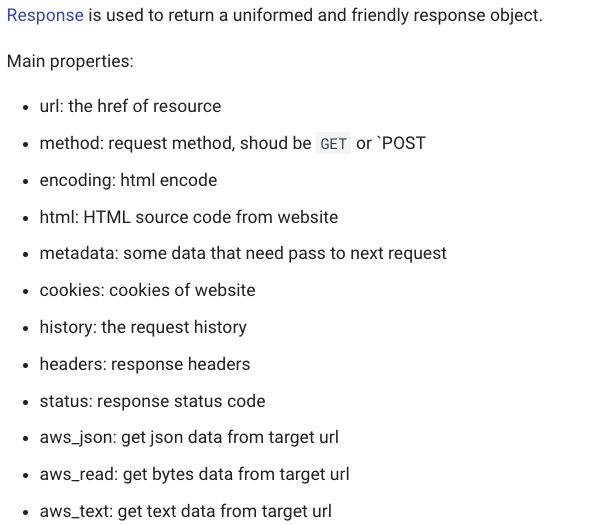 Response is used to return a uniformed and friendly response object.
Main properties:
• url: the href of resource
• method: request method, shoud be GET or `POST
• encoding: html encode
• html: HTML source code from website
• metadata: some data that need pass to next request
• cookies: cookies of website
• history: the request history
• headers: response headers
• status: response status code
• aws_json: get json data from target url
• aws_read: get bytes data from target url
• aws_text: get text data from target url